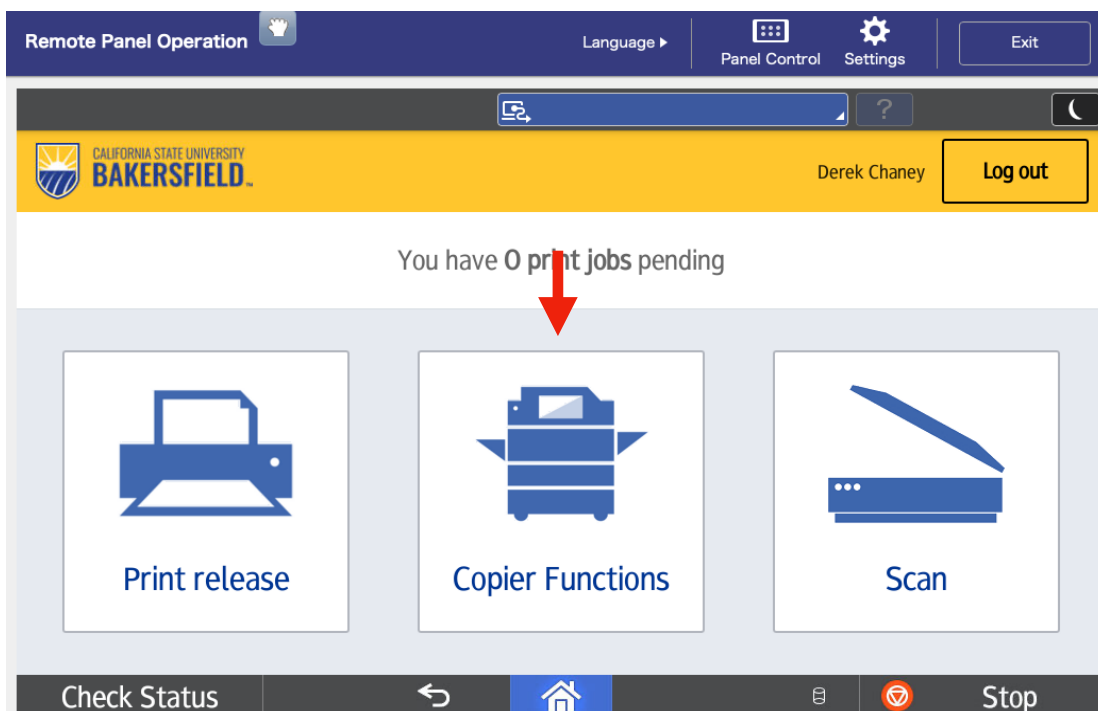 Remote Panel Operation
Language
Panel Control
Settings
Exit
?
CALIFORNIA STATE UNIVERSITY
BAKERSFIELD™
Derek Chaney
Log out
You have 0 print jobs pending
Print release
Copier Functions
Scan
Check Status
Stop